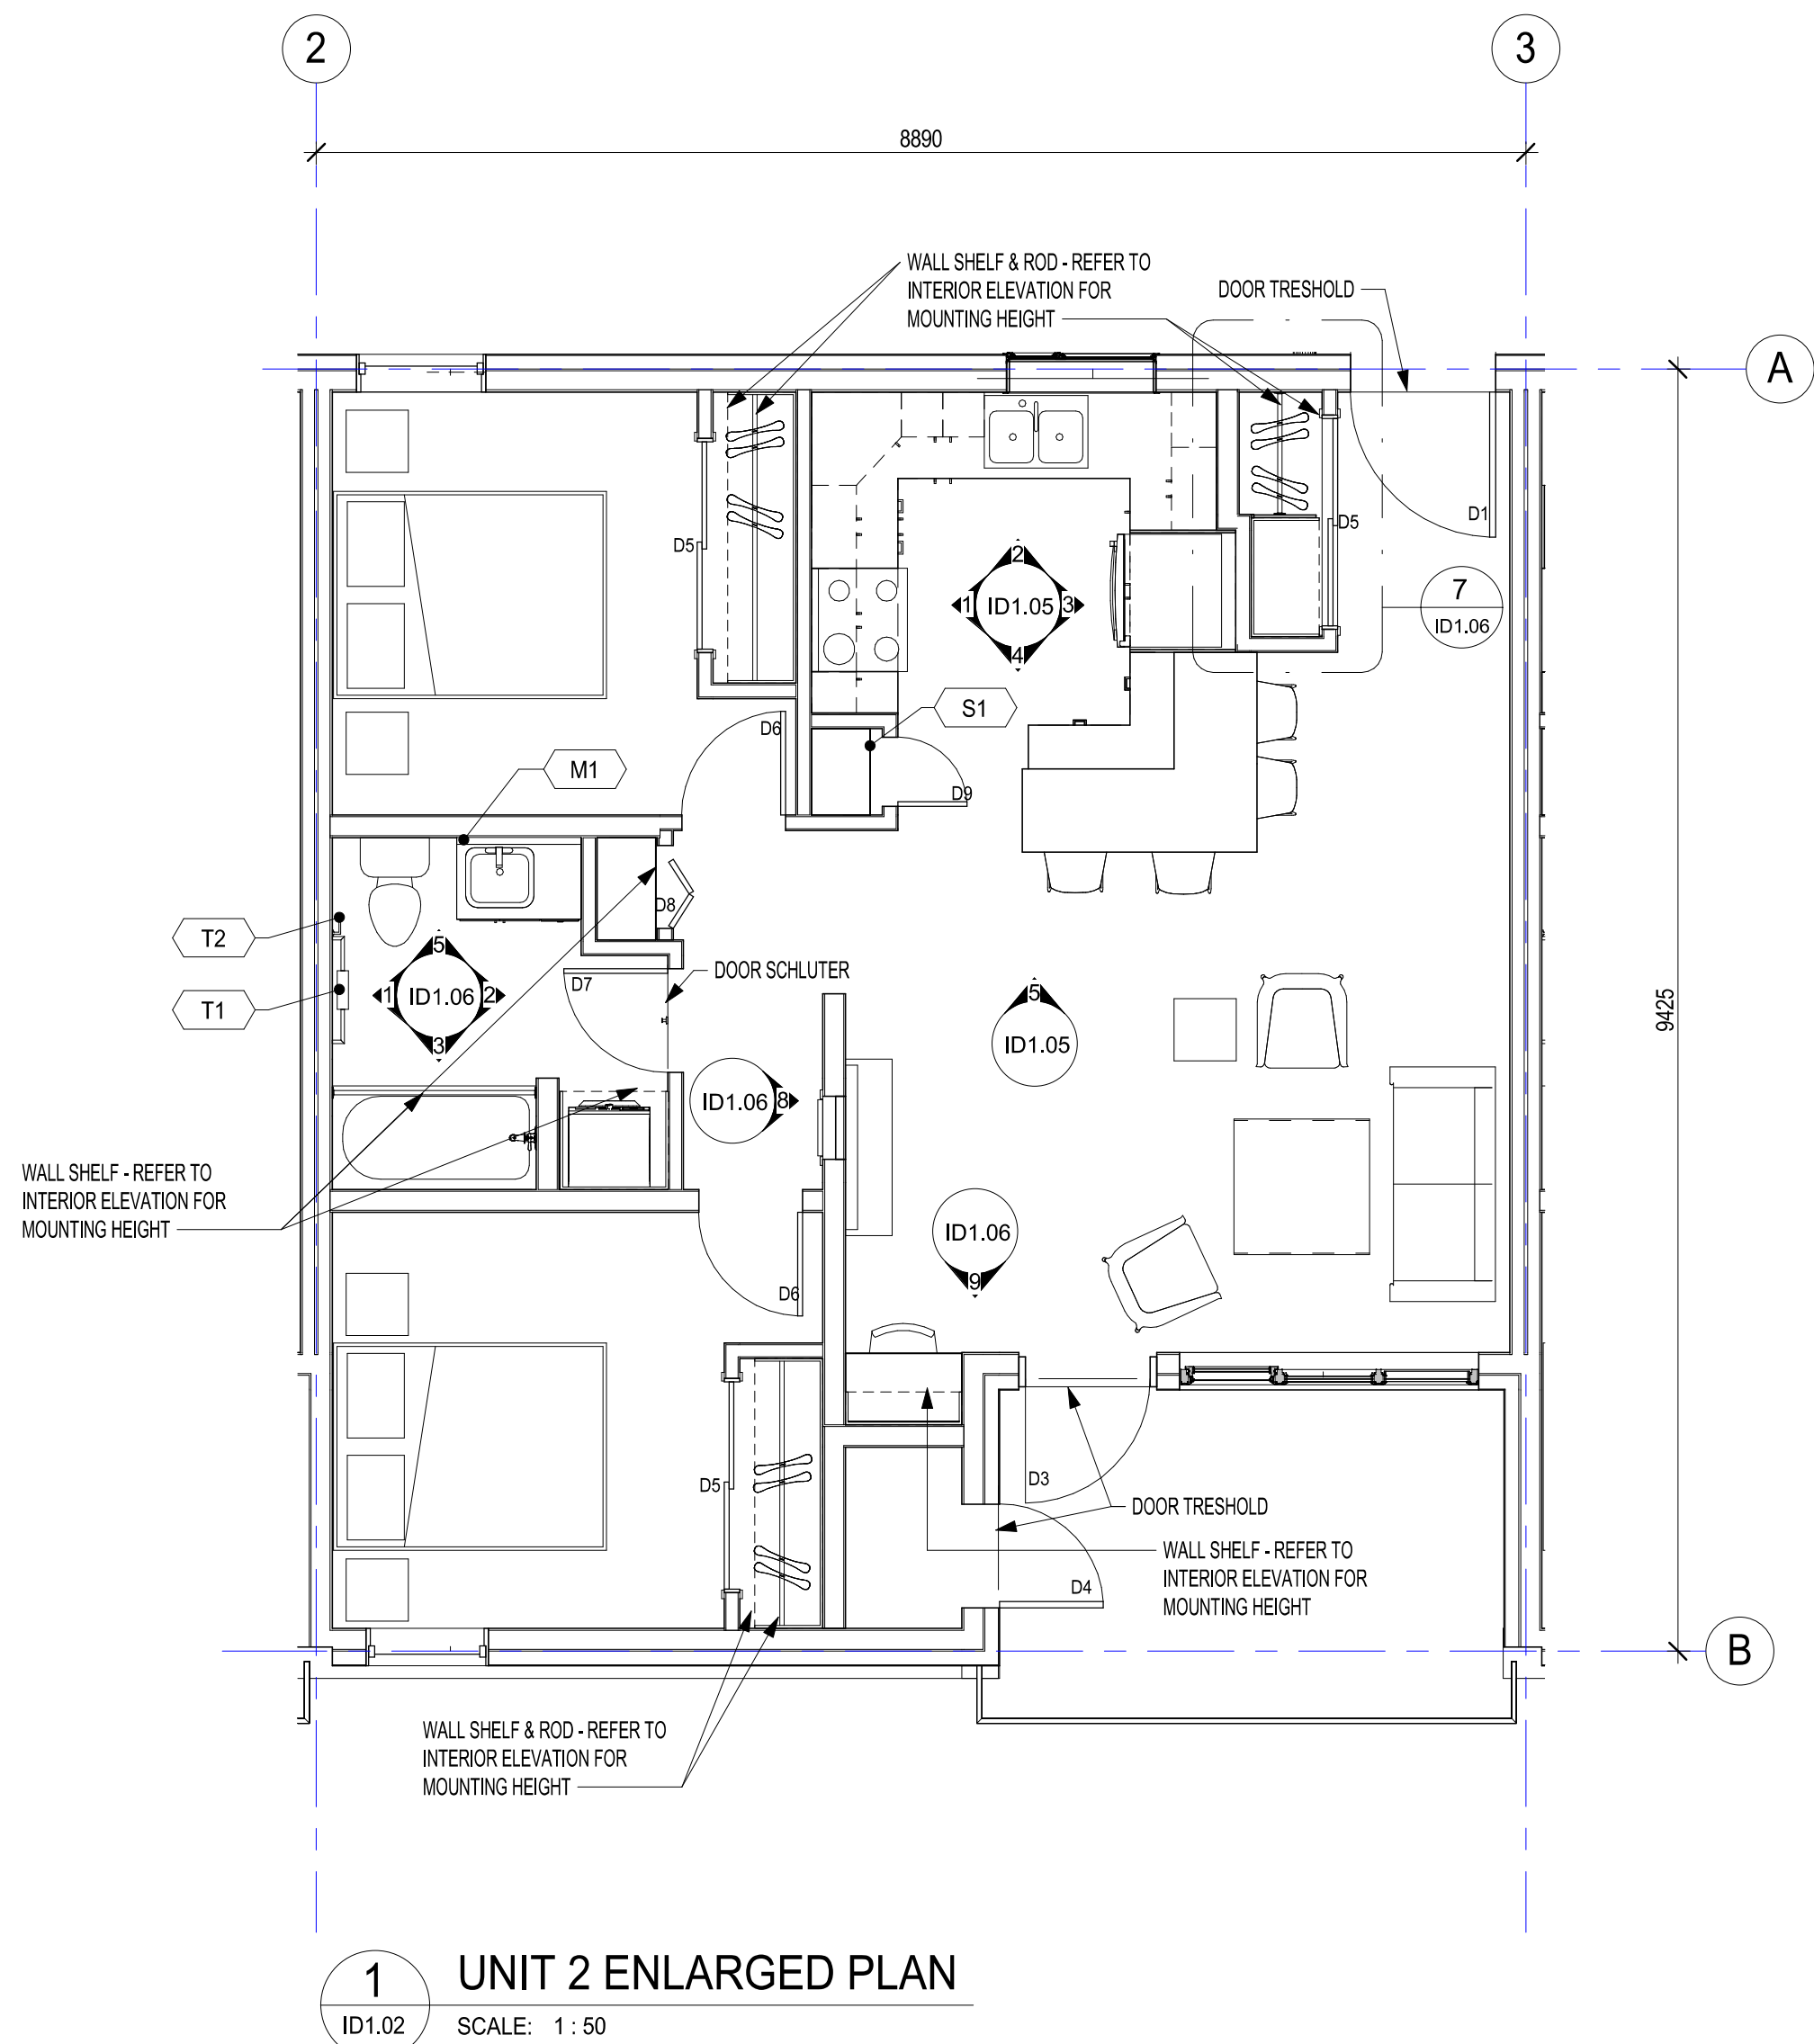 2
3
8890
WALL SHELF & ROD - REFER TO
INTERIOR ELEVATION FOR
MOUNTING HEIGHT
DOOR TRESHOLD
A
D5
D1
D5
2
1
ID1.05
3
4
7
ID1.06
S1
D6
M1
D9
D8
T2
5
DOOR SCHLUTER
D7
1
ID1.06
2
T1
3
9425
5
ID1.05
ID1.06
8
WALL SHELF - REFER TO
INTERIOR ELEVATION FOR
MOUNTING HEIGHT
ID1.06
9
D6
D5
D3
DOOR TRESHOLD
WALL SHELF - REFER TO
INTERIOR ELEVATION FOR
MOUNTING HEIGHT
D4
B
WALL SHELF & ROD - REFER TO
INTERIOR ELEVATION FOR
MOUNTING HEIGHT
1
ID1.02
UNIT 2 ENLARGED PLAN
SCALE: 1 : 50